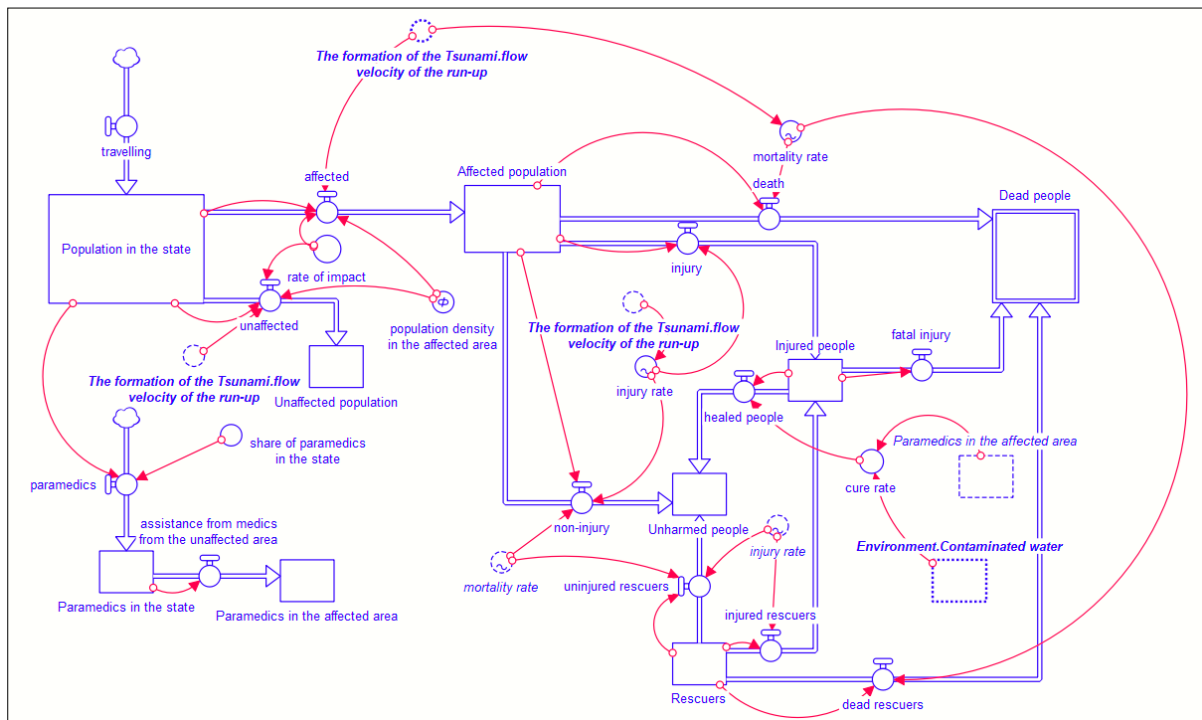 The formation of the Tsunami.flow
velocity of the run-up
travelling
affected
Affected population
mortality rate
death
Dead people
Population in the state
rate of impact
injury
unaffected
population density
in the affected area
The formation of the Tsunami.flow
velocity of the run-up
Injured people
fatal injury
The formation of the Tsunami.flow
velocity of the run-up
Unaffected population
injury rate
healed people
share of paramedics
in the state
Paramedics in the affected area
paramedics
cure rate
assistance from medics
from the unaffected area
non-injury
Unharmed people
injury rate
Environment.Contaminated water
mortality rate
uninjured rescuers
Paramedics in the state
Paramedics in the affected area
injured rescuers
Rescuers
dead rescuers